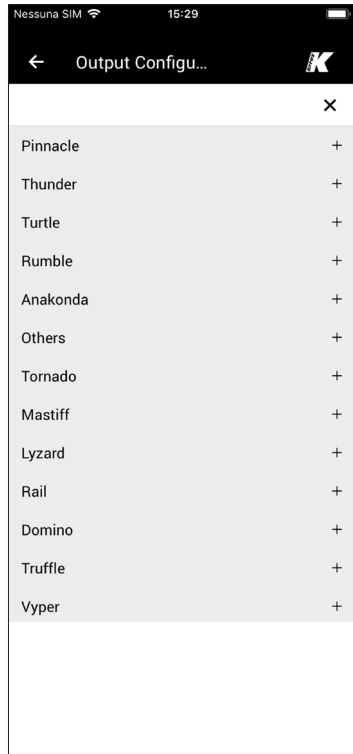 Nessuna SIM 15:29
Output Configu...
Pinnacle +
Thunder +
Turtle +
Rumble +
Anakonda +
Others +
Tornado +
Mastiff +
Lyzard +
Rail +
Domino +
Truffle +
Vyper +